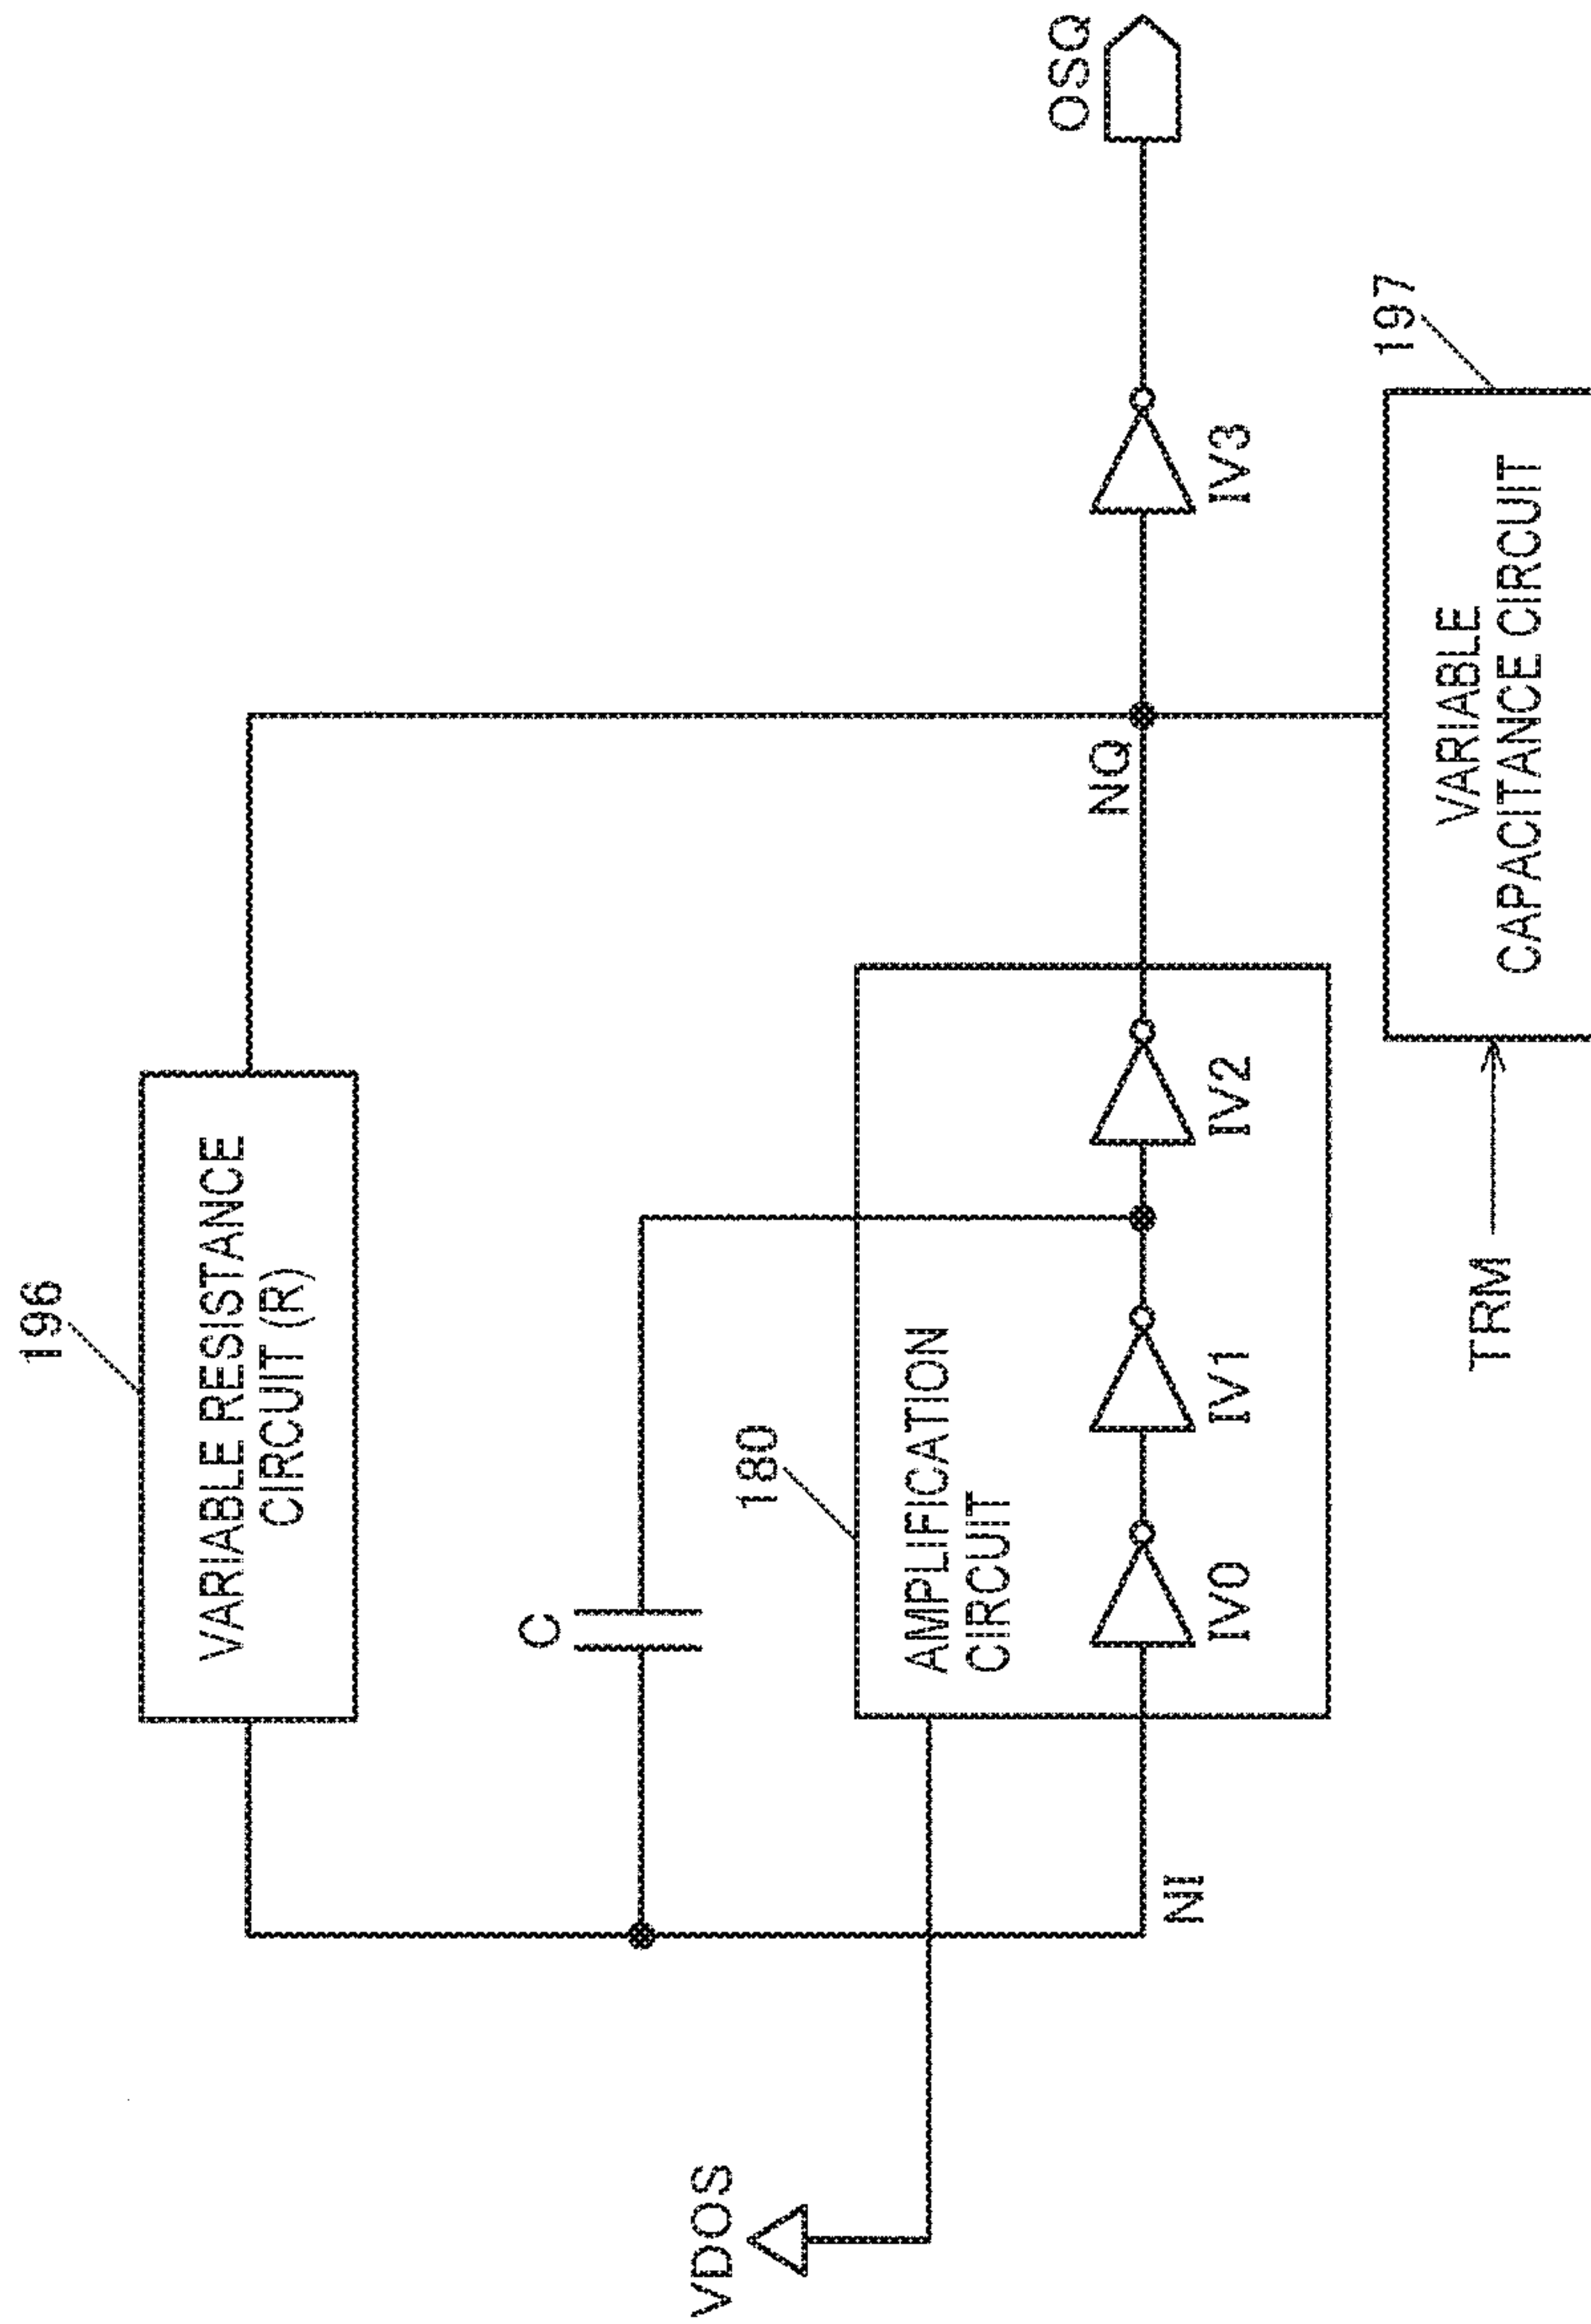 196
VARIABLE RESISTANCE
CIRCUIT (R)
C
VDOS
180
AMPLIFICATION
CIRCUIT
NQ
OSQ
IV0
IV1
IV2
IV3
NI
197
TRM
VARIABLE
CAPACITANCE CIRCUIT